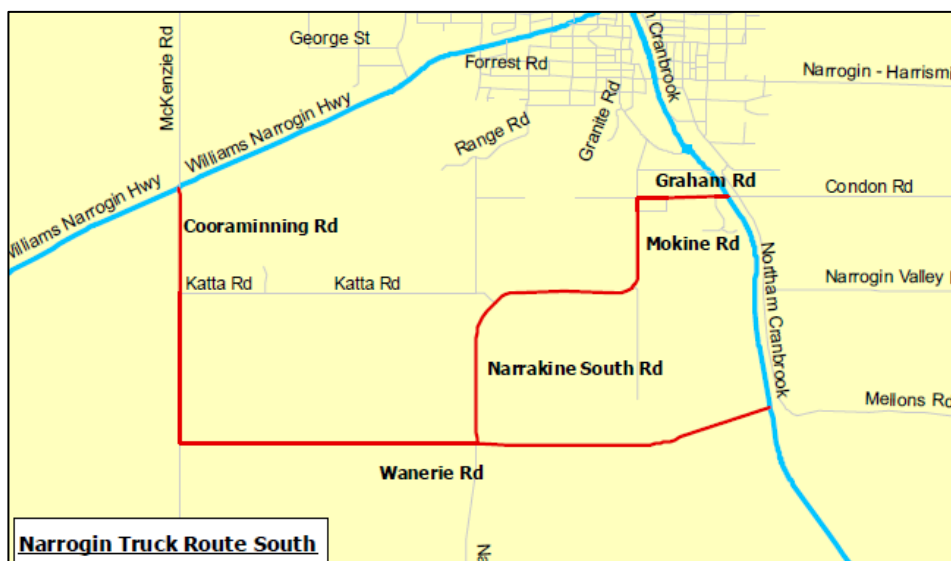 McKenzie Rd
George St
Forrest Rd
Cranbrook
Narrogin - Harrismi
Williams Narrogin Hwy
Range Rd
Granite Rd
Graham Rd
Condon Rd
Williams Narrogin Hwy
Cooraminning Rd
Mokine Rd
Northam Cranbrook
Katta Rd
Katta Rd
Narrogin Valley
Narrakine South Rd
Mellons Rd
Wanerie Rd
Narrogin Truck Route South
Na